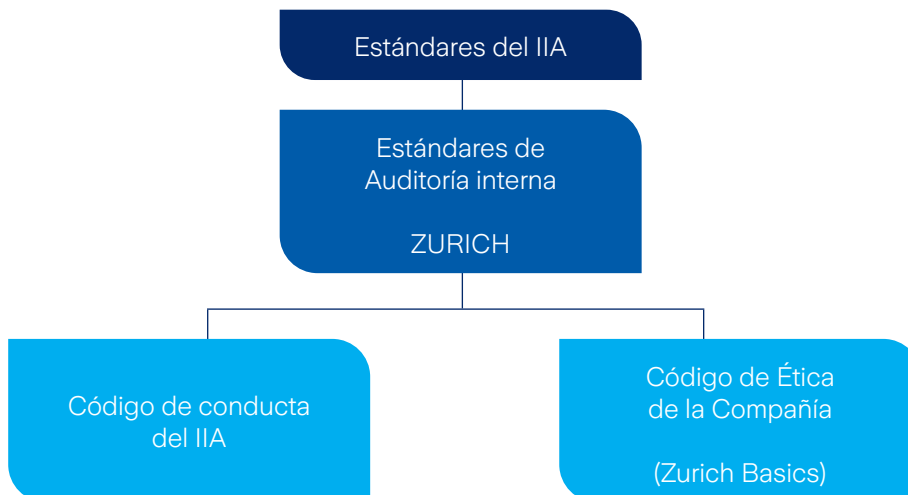 Estándares del IIA
Estándares de
Auditoría interna
ZURICH
Código de conducta
del IIA
Código de Ética
de la Compañía
(Zurich Basics)